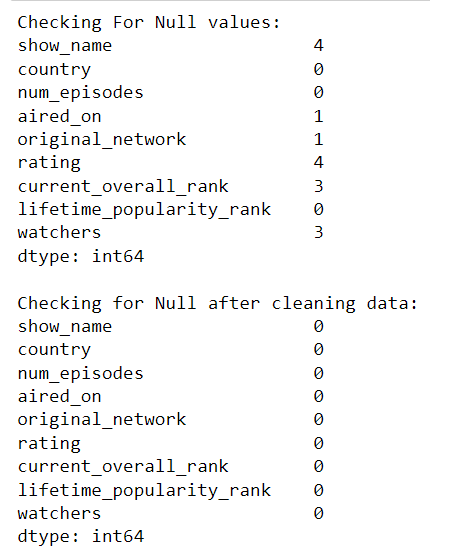 Checking For Null values:
show_name                 4
country                   0
num_episodes              0
aired_on                  1
original_network          1
rating                    4
current_overall_rank      3
lifetime_popularity_rank  0
watchers                  3
dtype: int64

Checking for Null after cleaning data:
show_name                 0
country                   0
num_episodes              0
aired_on                  0
original_network          0
rating                    0
current_overall_rank      0
lifetime_popularity_rank  0
watchers                  0
dtype: int64